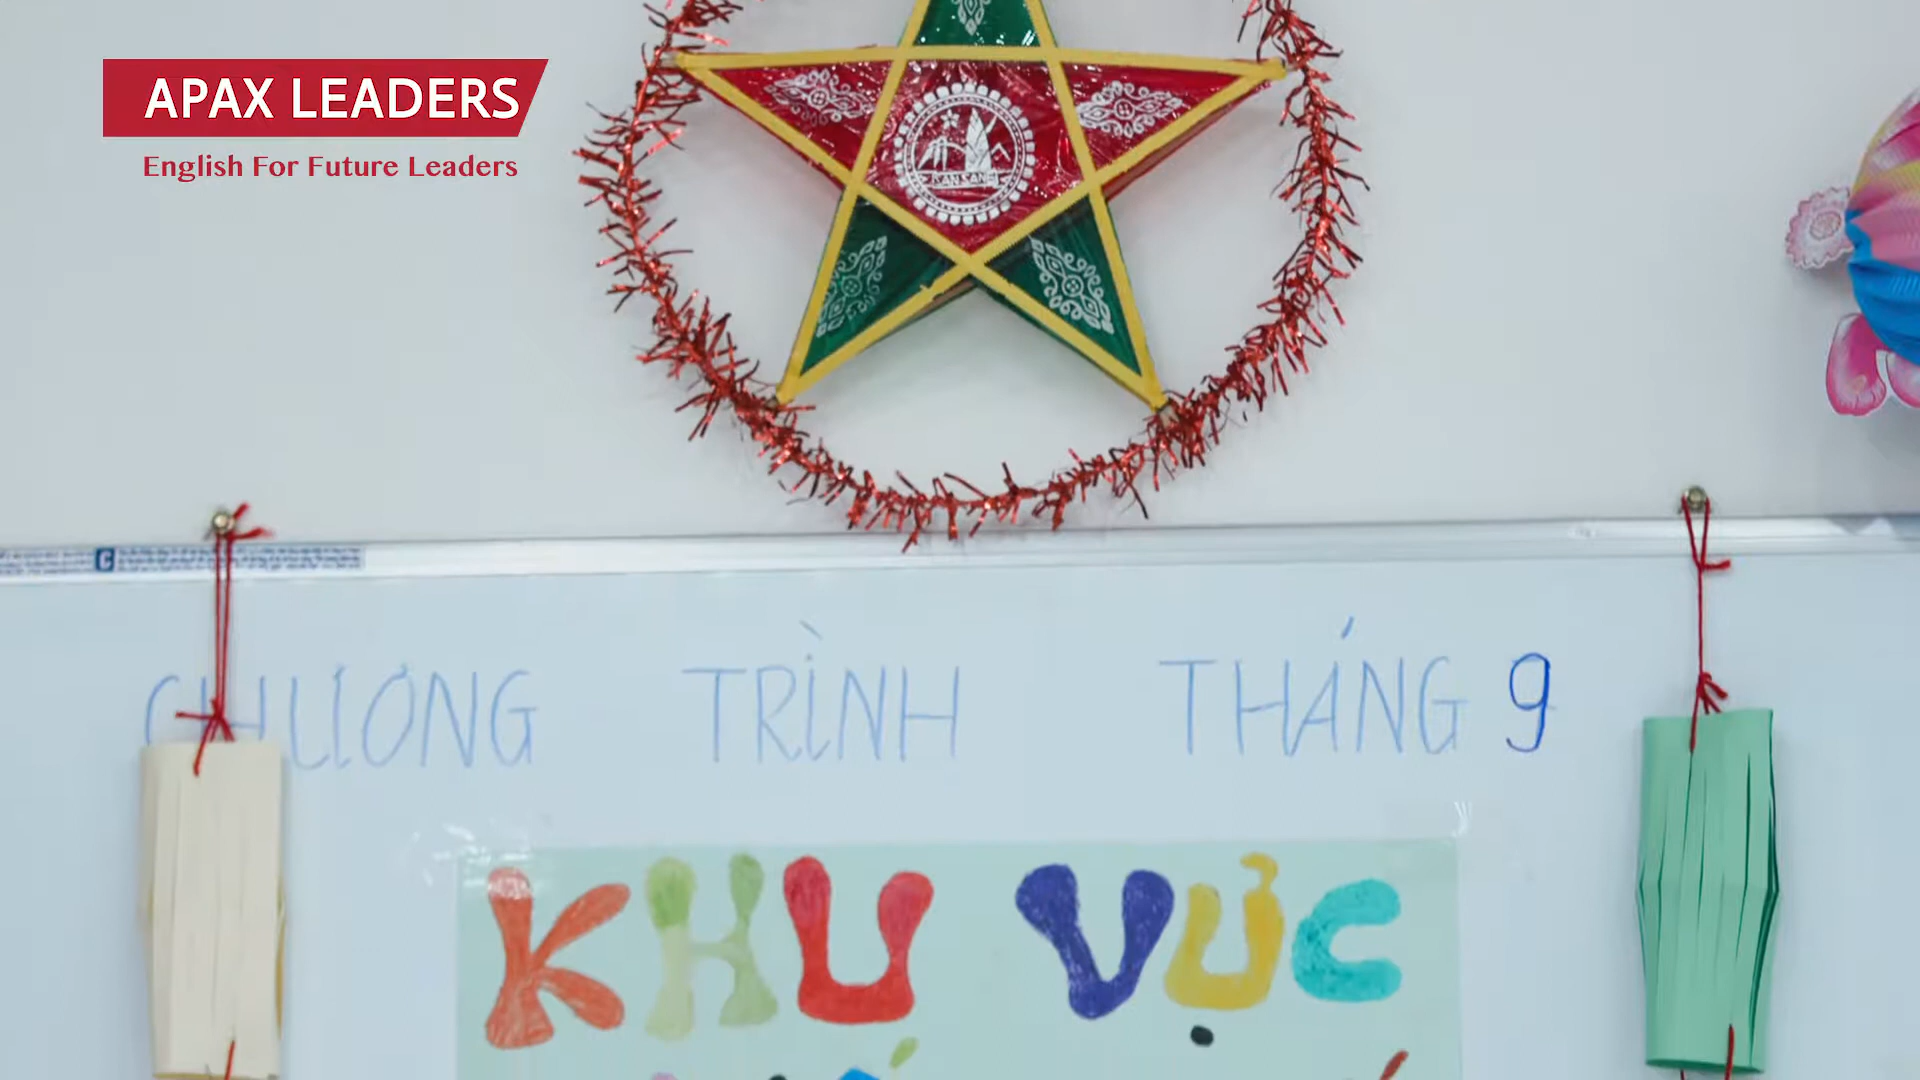 APAX LEADERS
English For Future Leaders
CHƯƠNG TRÌNH THÁNG 9
KHU VỰC